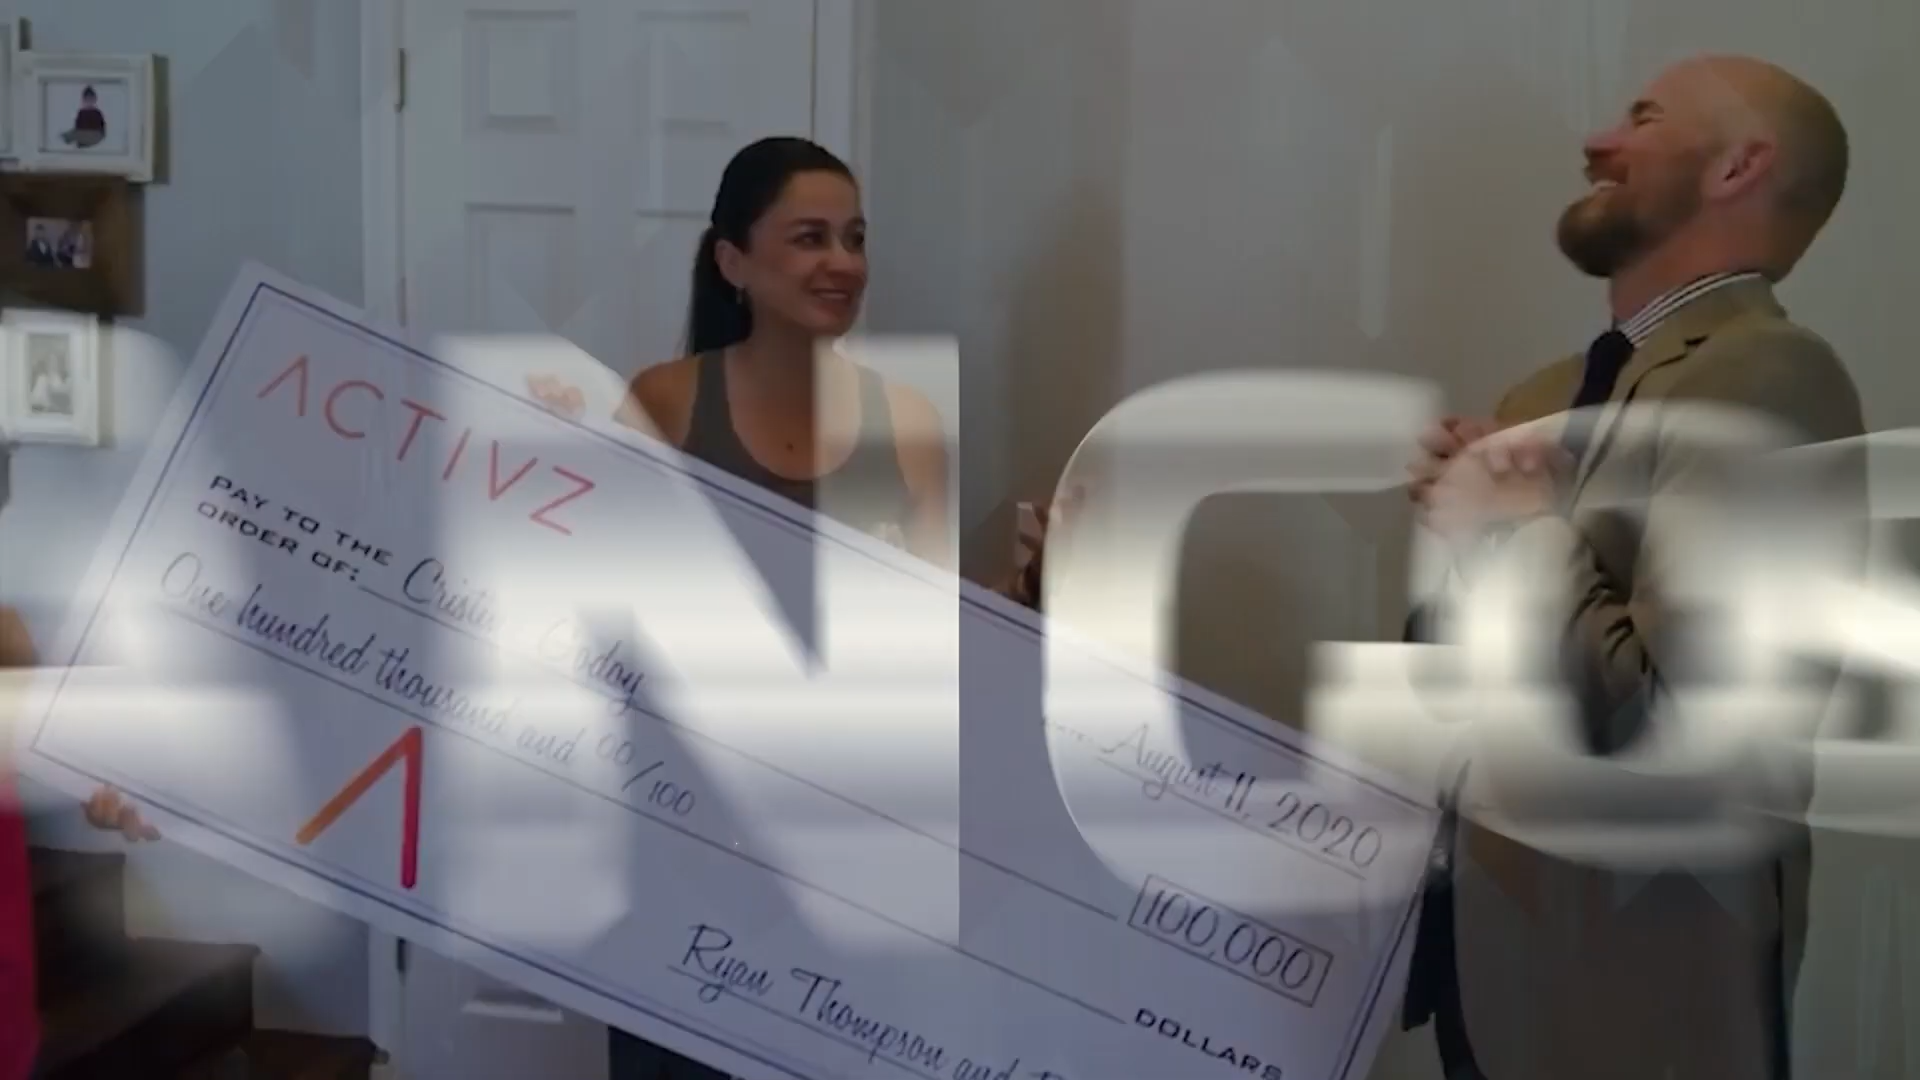 ACTIVZ
PAY TO THE
ORDER OF: Godoy
One hundred thousand and 00/100
August 11, 2020
100,000
DOLLARS
Ryan Thompson and